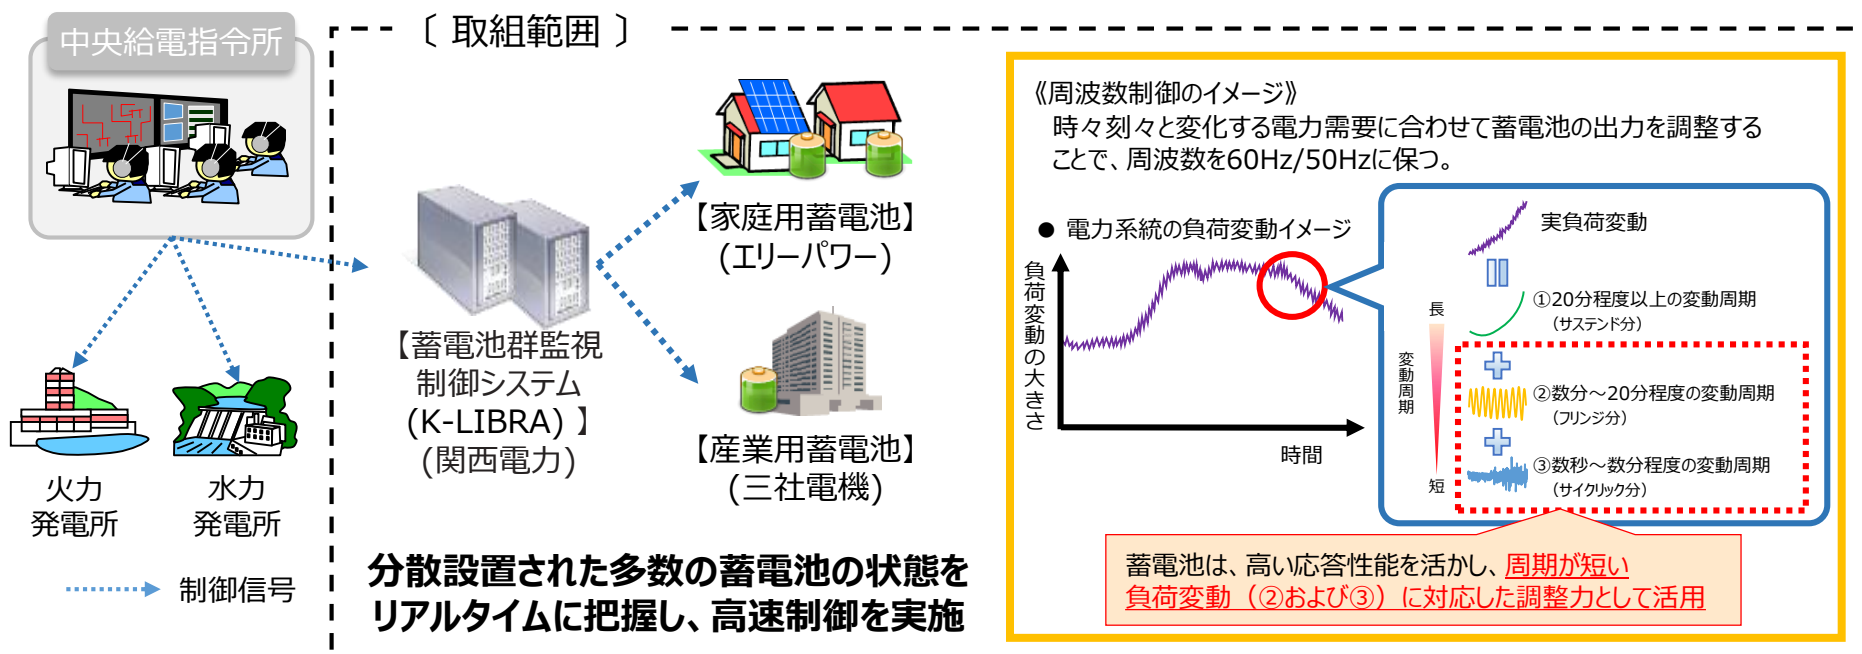 中央給電指令所
〔 取組範囲 〕
火力
発電所
水力
発電所
制御信号
【蓄電池群監視
制御システム
(K-LIBRA) 】
(関西電力)
【家庭用蓄電池】
(エリーパワー)
【産業用蓄電池】
(三社電機)
分散設置された多数の蓄電池の状態を
リアルタイムに把握し、高速制御を実施
《周波数制御のイメージ》
時々刻々と変化する電力需要に合わせて蓄電池の出力を調整する
ことで、周波数を60Hz/50Hzに保つ。
● 電力系統の負荷変動イメージ
負荷変動の大きさ
時間
実負荷変動
長
変動周期
短
①20分程度以上の変動周期
(サステンド分)
②数分～20分程度の変動周期
(フリンジ分)
③数秒～数分程度の変動周期
(サイクリック分)
蓄電池は、高い応答性能を活かし、周期が短い
負荷変動（②および③）に対応した調整力として活用